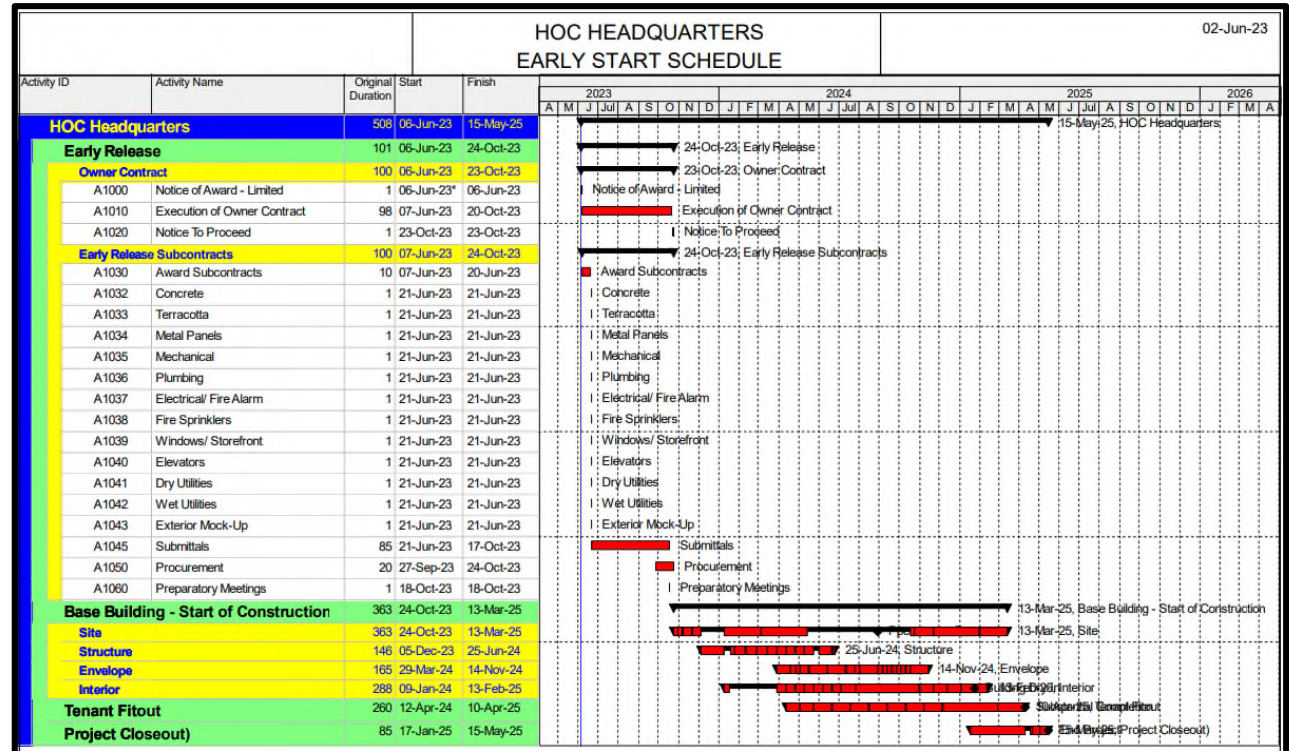 HOC HEADQUARTERS
EARLY START SCHEDULE
02-Jun-23
Activity ID Activity Name Original Duration Start Finish
2023 2024 2025 2026
A M J Jul A S O N D J F M A M J Jul A S O N D J F M A M J Jul A S O N D J F M A
HOC Headquarters 508 06-Jun-23 15-May-25 15-May-25, HOC Headquarters
Early Release 101 06-Jun-23 24-Oct-23 24-Oct-23, Early Release
Owner Contract 100 06-Jun-23 23-Oct-23 23-Oct-23, Owner Contract
A1000 Notice of Award - Limited 1 06-Jun-23* 06-Jun-23 Notice of Award - Limited
A1010 Execution of Owner Contract 98 07-Jun-23 20-Oct-23 Execution of Owner Contract
A1020 Notice To Proceed 1 23-Oct-23 23-Oct-23 Notice To Proceed
Early Release Subcontracts 100 07-Jun-23 24-Oct-23 24-Oct-23, Early Release Subcontracts
A1030 Award Subcontracts 10 07-Jun-23 20-Jun-23 Award Subcontracts
A1032 Concrete 1 21-Jun-23 21-Jun-23 Concrete
A1033 Terracotta 1 21-Jun-23 21-Jun-23 Terracotta
A1034 Metal Panels 1 21-Jun-23 21-Jun-23 Metal Panels
A1035 Mechanical 1 21-Jun-23 21-Jun-23 Mechanical
A1036 Plumbing 1 21-Jun-23 21-Jun-23 Plumbing
A1037 Electrical/ Fire Alarm 1 21-Jun-23 21-Jun-23 Electrical/ Fire Alarm
A1038 Fire Sprinklers 1 21-Jun-23 21-Jun-23 Fire Sprinklers
A1039 Windows/ Storefront 1 21-Jun-23 21-Jun-23 Windows/ Storefront
A1040 Elevators 1 21-Jun-23 21-Jun-23 Elevators
A1041 Dry Utilities 1 21-Jun-23 21-Jun-23 Dry Utilities
A1042 Wet Utilities 1 21-Jun-23 21-Jun-23 Wet Utilities
A1043 Exterior Mock-Up 1 21-Jun-23 21-Jun-23 Exterior Mock-Up
A1045 Submittals 85 21-Jun-23 17-Oct-23 Submittals
A1050 Procurement 20 27-Sep-23 24-Oct-23 Procurement
A1060 Preparatory Meetings 1 18-Oct-23 18-Oct-23 Preparatory Meetings
Base Building - Start of Construction 363 24-Oct-23 13-Mar-25 13-Mar-25, Base Building - Start of Construction
Site 363 24-Oct-23 13-Mar-25 13-Mar-25, Site
Structure 146 05-Dec-23 25-Jun-24 25-Jun-24, Structure
Envelope 165 29-Mar-24 14-Nov-24 14-Nov-24, Envelope
Interior 288 09-Jan-24 13-Feb-25 Interior
Tenant Fitout 260 12-Apr-24 10-Apr-25
Project Closeout) 85 17-Jan-25 15-May-25 Project Closeout)